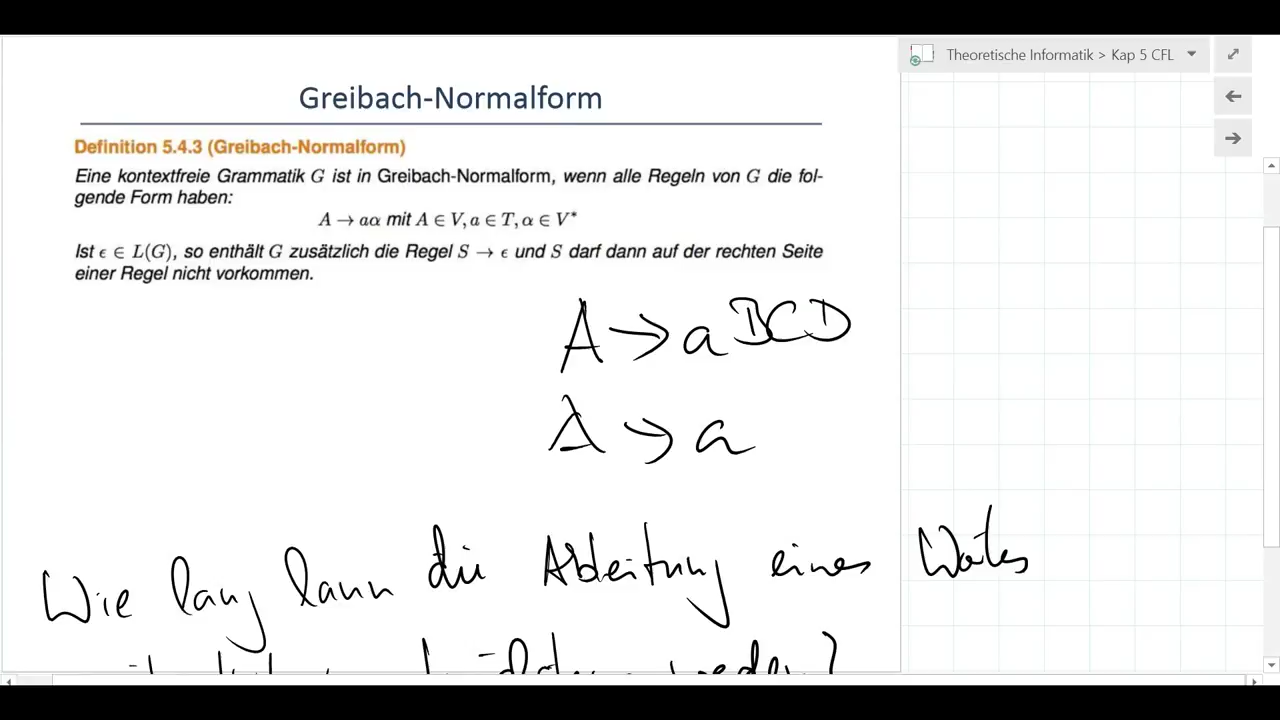 Theoretische Informatik > Kap 5 CFL
Greibach-Normalform
Definition 5.4.3 (Greibach-Normalform)
Eine kontextfreie Grammatik G ist in Greibach-Normalform, wenn alle Regeln von G die fol-
gende Form haben:
A → aα mit A ∈ V, a ∈ T, α ∈ V*
Ist ϵ ∈ L(G), so enthält G zusätzlich die Regel S → ϵ und S darf dann auf der rechten Seite
einer Regel nicht vorkommen.
A → aBCD
A → a
Wie lang kann die Ableitung eines Wortes
werden?